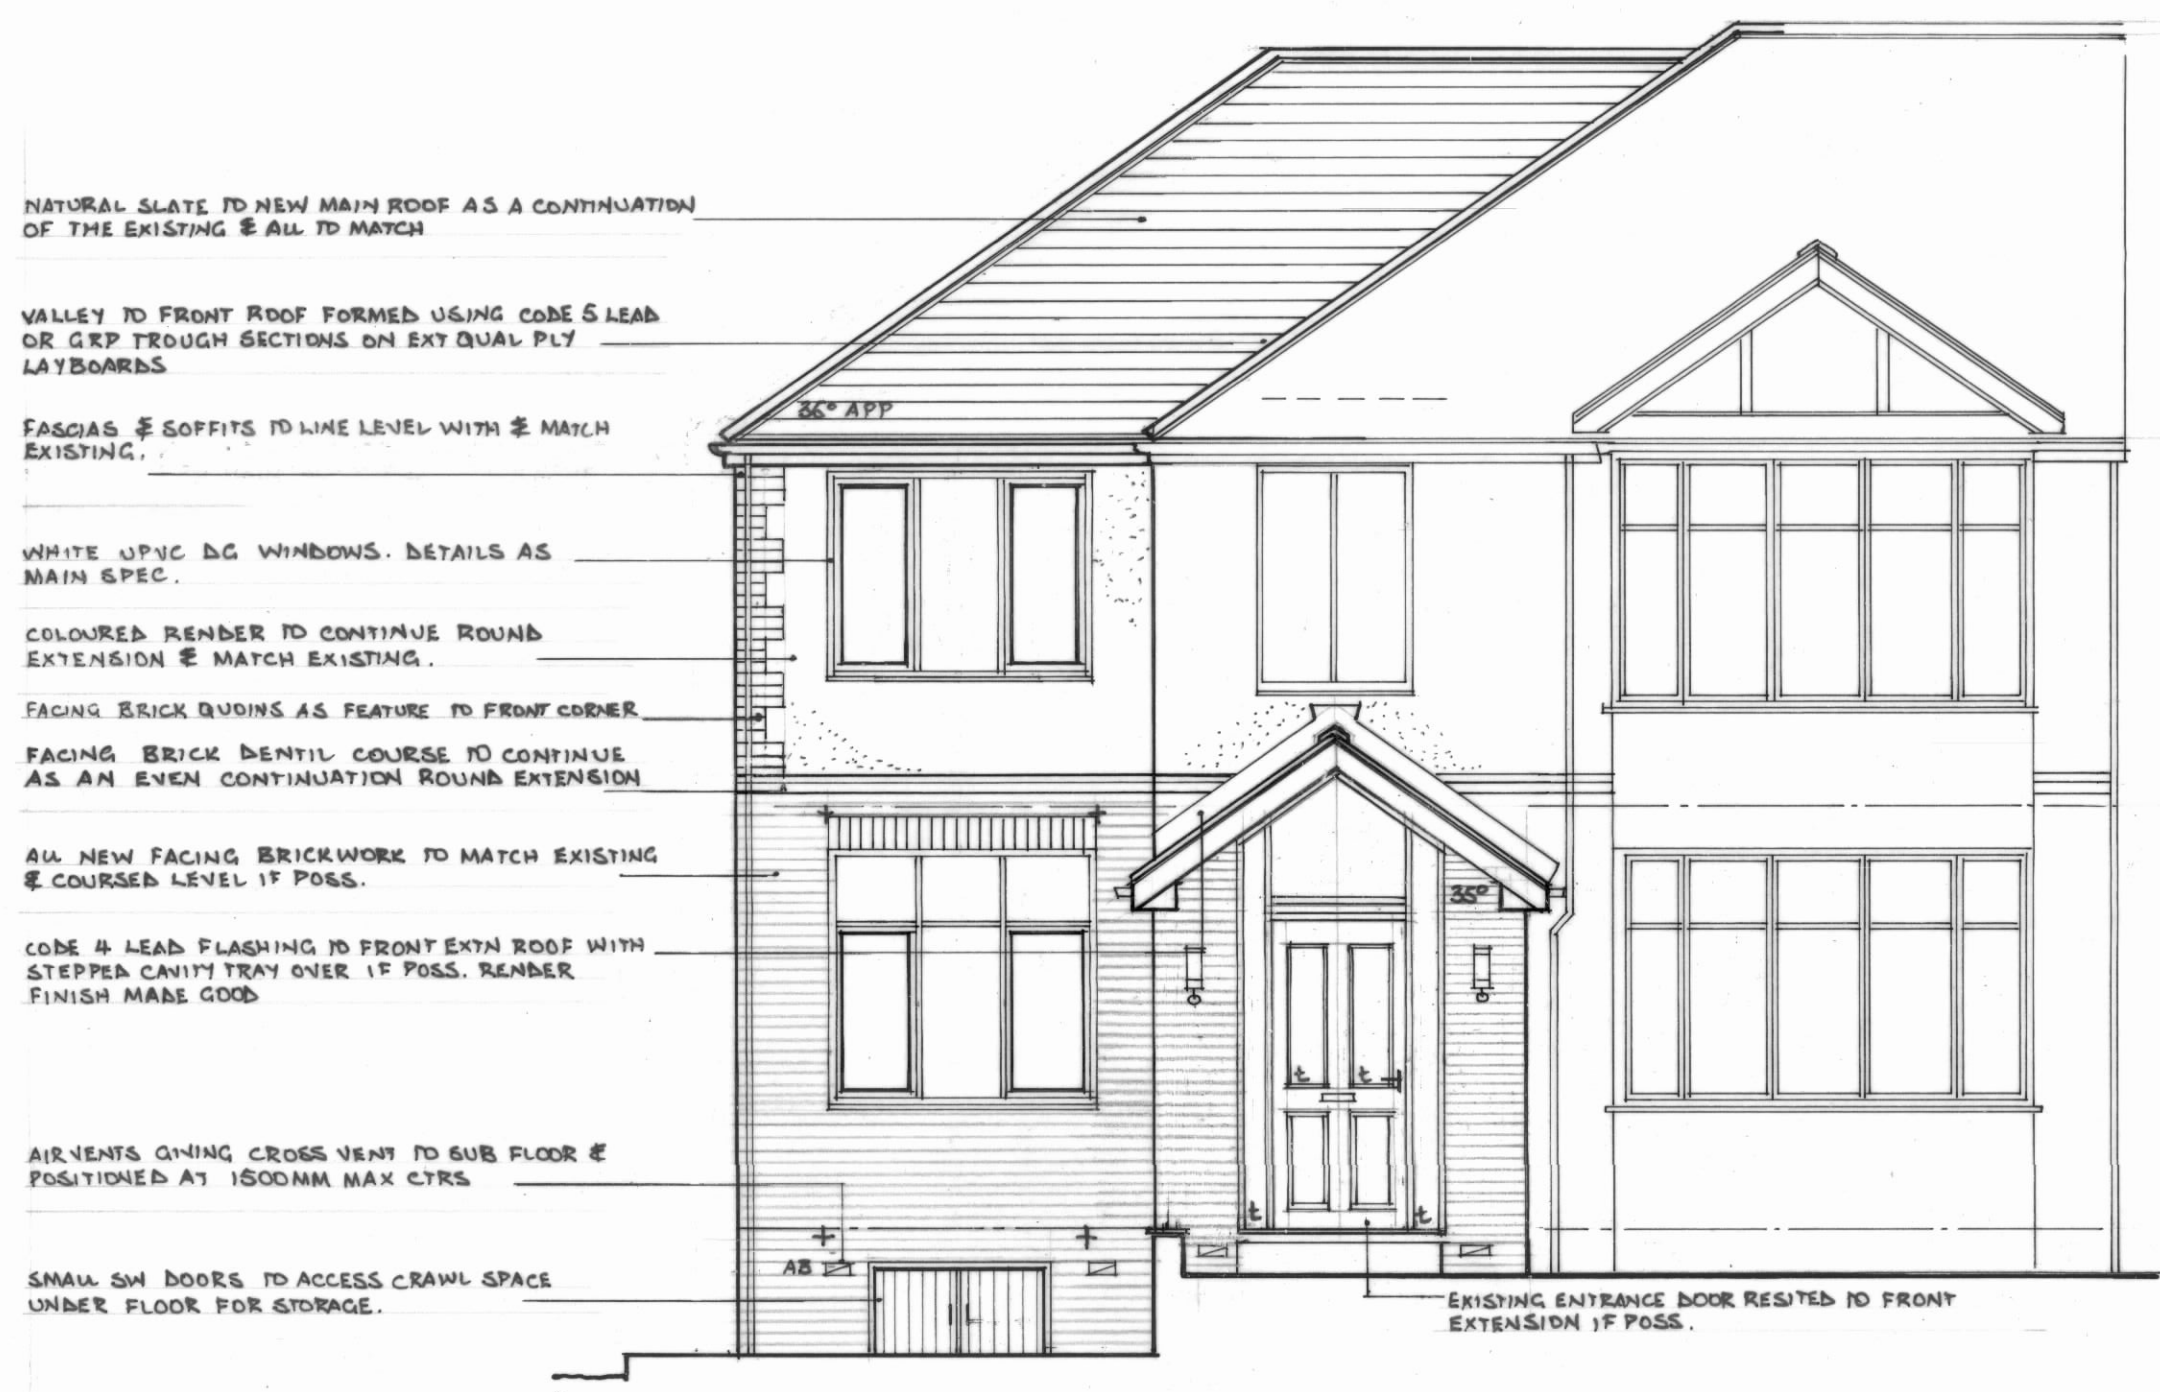 NATURAL SLATE TO NEW MAIN ROOF AS A CONTINUATION
OF THE EXISTING & ALL TO MATCH
VALLEY TO FRONT ROOF FORMED USING CODE 5 LEAD
OR GRP TROUGH SECTIONS ON EXT QUAL PLY
LAYBOARDS
36° APP
FASCIAS & SOFFITS TO LINE LEVEL WITH & MATCH
EXISTING.
WHITE UPVC DG WINDOWS. DETAILS AS
MAIN SPEC.
COLOURED RENDER TO CONTINUE ROUND
EXTENSION & MATCH EXISTING.
FACING BRICK QUOINS AS FEATURE TO FRONT CORNER
FACING BRICK DENTIL COURSE TO CONTINUE
AS AN EVEN CONTINUATION ROUND EXTENSION
ALL NEW FACING BRICKWORK TO MATCH EXISTING
& COURSED LEVEL IF POSS.
35°
CODE 4 LEAD FLASHING TO FRONT EXTN ROOF WITH
STEPPED CAVITY TRAY OVER IF POSS. RENDER
FINISH MADE GOOD
t t
AIRVENTS GIVING CROSS VENT TO SUB FLOOR &
POSITIONED AT 1500MM MAX CTRS
t t
AB
SMALL SW DOORS TO ACCESS CRAWL SPACE
UNDER FLOOR FOR STORAGE.
EXISTING ENTRANCE DOOR RESITED TO FRONT
EXTENSION IF POSS.